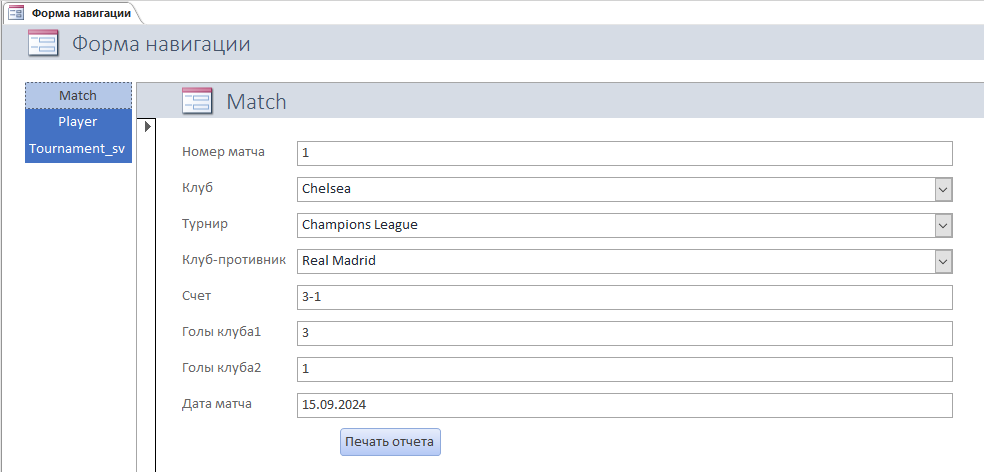 Форма навигации
Форма навигации
Match
Player
Tournament_sv
Match
Номер матча 1
Клуб Chelsea
Турнир Champions League
Клуб-противник Real Madrid
Счет 3-1
Голы клуба1 3
Голы клуба2 1
Дата матча 15.09.2024
Печать отчета